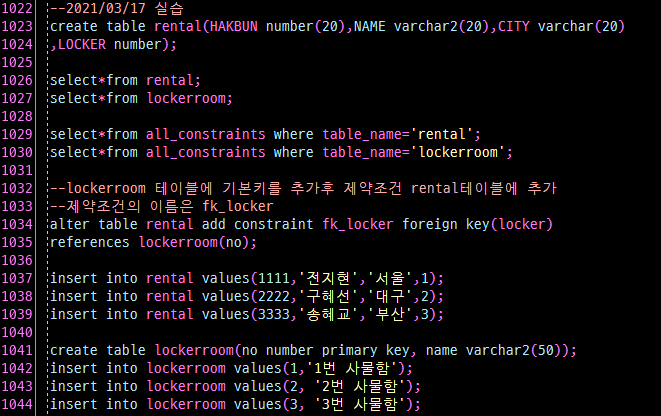 1022 --2021/03/17 실습
1023 create table rental(HAKBUN number(20),NAME varchar2(20),CITY varchar(20)
1024 ,LOCKER number);
1025
1026 select*from rental;
1027 select*from lockerroom;
1028
1029 select*from all_constraints where table_name='rental';
1030 select*from all_constraints where table_name='lockerroom';
1031
1032 --lockerroom 테이블에 기본키를 추가후 제약조건 rental테이블에 추가
1033 --제약조건의 이름은 fk_locker
1034 alter table rental add constraint fk_locker foreign key(locker)
1035 references lockerroom(no);
1036
1037 insert into rental values(1111,'전지현','서울',1);
1038 insert into rental values(2222,'구혜선','대구',2);
1039 insert into rental values(3333,'송혜교','부산',3);
1040
1041 create table lockerroom(no number primary key, name varchar2(50));
1042 insert into lockerroom values(1,'1번 사물함');
1043 insert into lockerroom values(2, '2번 사물함');
1044 insert into lockerroom values(3, '3번 사물함');